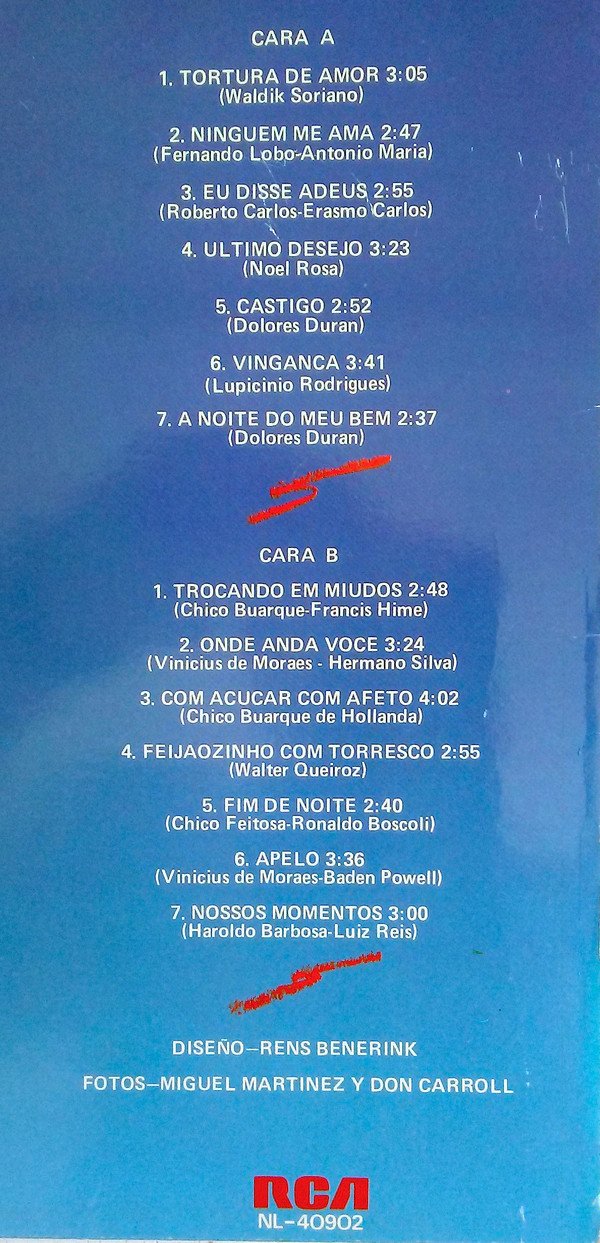 CARA A
1. TORTURA DE AMOR 3:05
(Waldik Soriano)
2. NINGUEM ME AMA 2:47
(Fernando Lobo-Antonio Maria)
3. EU DISSE ADEUS 2:55
(Roberto Carlos-Erasmo Carlos)
4. ULTIMO DESEJO 3:23
(Noel Rosa)
5. CASTIGO 2:52
(Dolores Duran)
6. VINGANCA 3:41
(Lupicinio Rodrigues)
7. A NOITE DO MEU BEM 2:37
(Dolores Duran)
CARA B
1. TROCANDO EM MIUDOS 2:48
(Chico Buarque-Francis Hime)
2. ONDE ANDA VOCE 3:24
(Vinicius de Moraes - Hermano Silva)
3. COM ACUCAR COM AFETO 4:02
(Chico Buarque de Hollanda)
4. FEIJAOZINHO COM TORRESCO 2:55
(Walter Queiroz)
5. FIM DE NOITE 2:40
(Chico Feitosa-Ronaldo Boscoli)
6. APELO 3:36
(Vinicius de Moraes-Baden Powell)
7. NOSSOS MOMENTOS 3:00
(Haroldo Barbosa-Luiz Reis)
DISEÑO—RENS BENERINK
FOTOS—MIGUEL MARTINEZ Y DON CARROLL
RCA
NL-40902